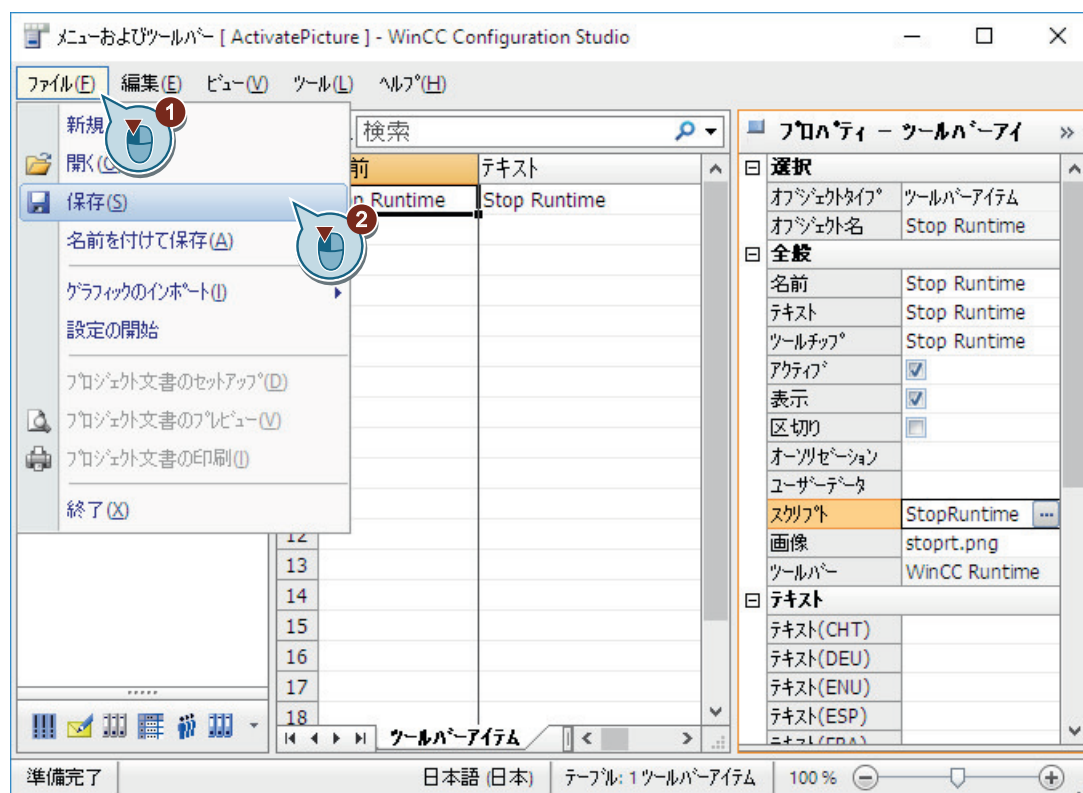 メニューおよびツールバー [ ActivatePicture ] - WinCC Configuration Studio
ファイル(F) 編集(E) ビュー(V) ツール(L) ヘルプ(H)
1
新規
開く(O)
保存(S)
2
名前を付けて保存(A)
グラフィックのインポート(I)
設定の開始
プロジェクト文書のセットアップ(D)
プロジェクト文書のプレビュー(V)
プロジェクト文書の印刷(I)
終了(X)
検索
前 テキスト
Runtime Stop Runtime
12
13
14
15
16
17
18
ツールバーアイテム
プロパティ - ツールバーアイ
選択
オブジェクトタイプ ツールバーアイテム
オブジェクト名 Stop Runtime
全般
名前 Stop Runtime
テキスト Stop Runtime
ツールチップ Stop Runtime
アクティブ
表示
区切り
オーソリゼーション
ユーザーデータ
スクリプト StopRuntime ...
画像 stoprt.png
ツールバー WinCC Runtime
テキスト
テキスト(CHT)
テキスト(DEU)
テキスト(ENU)
テキスト(ESP)
テキスト(FRA)
準備完了 日本語 (日本) テーブル: 1 ツールバーアイテム 100 %